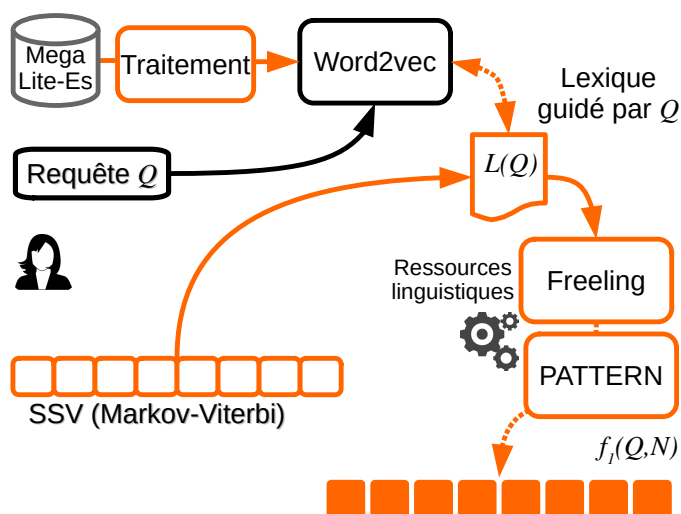 Mega
Lite-Es
Traitement
Word2vec
Lexique
guidé par Q
Requête Q
L(Q)
Ressources
linguistiques
Freeling
PATTERN
SSV (Markov-Viterbi)
f₁(Q,N)